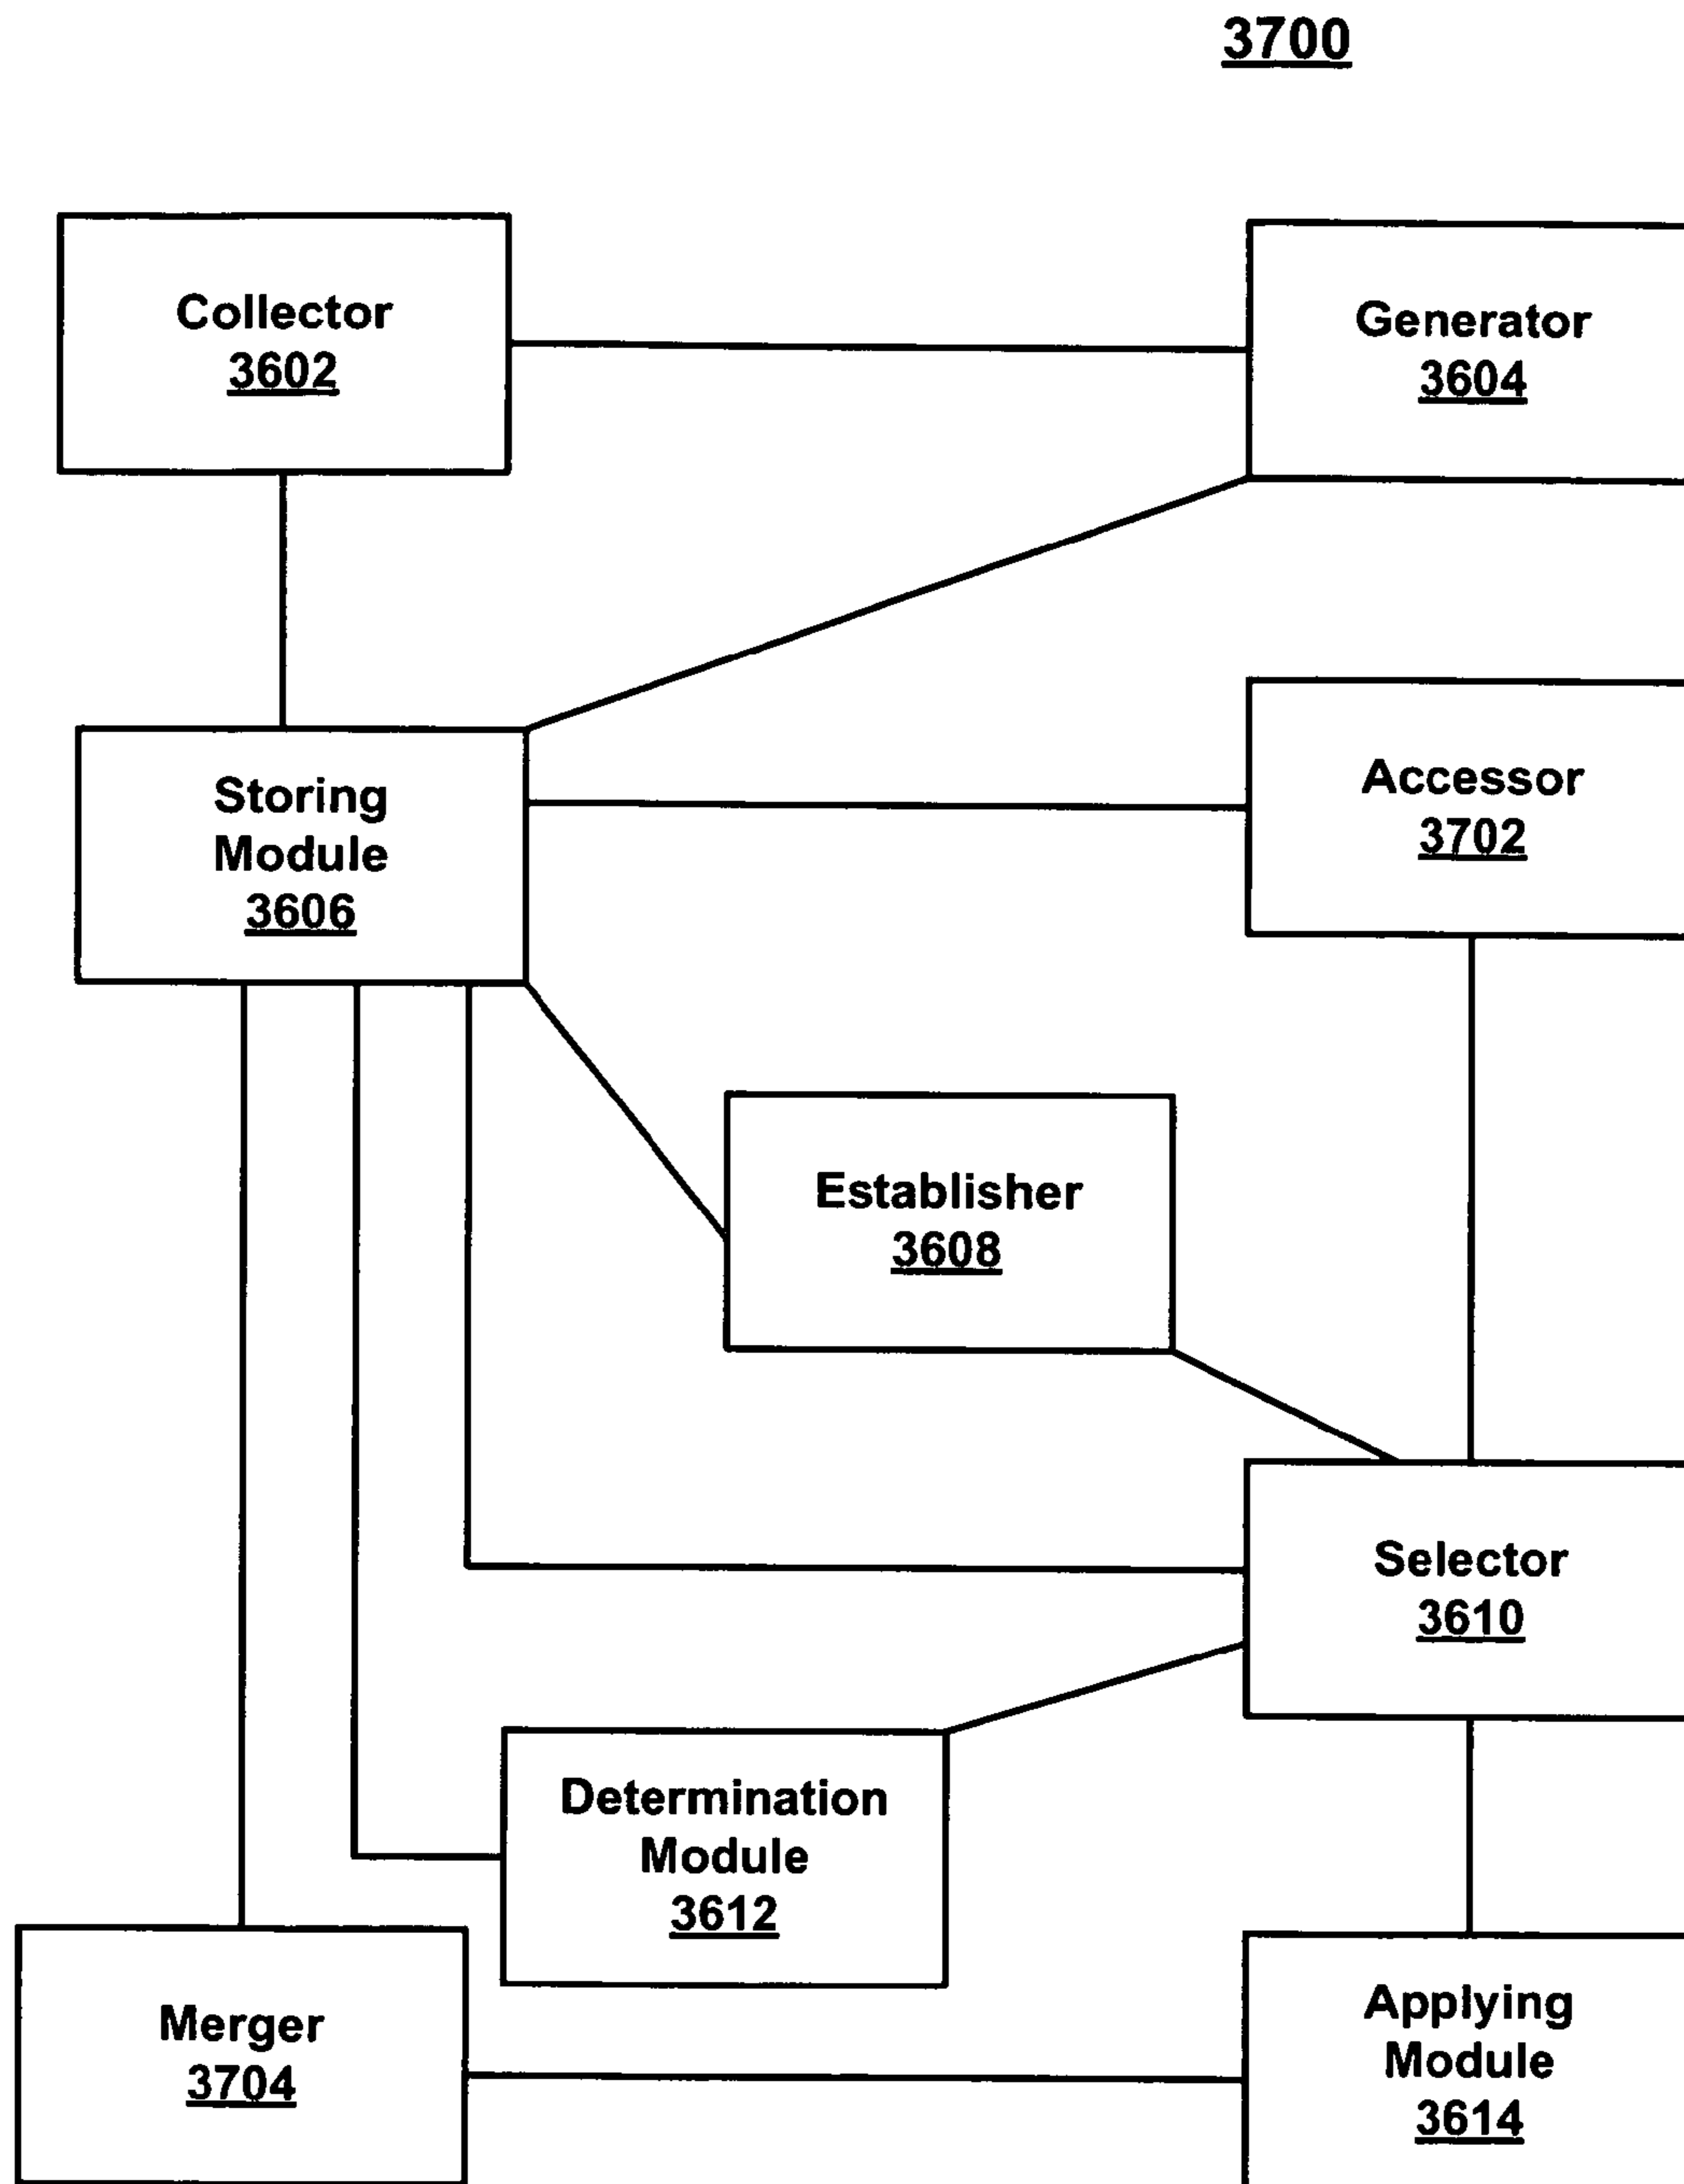 3700
Collector
3602
Generator
3604
Storing
Module
3606
Accessor
3702
Establisher
3608
Selector
3610
Determination
Module
3612
Merger
3704
Applying
Module
3614